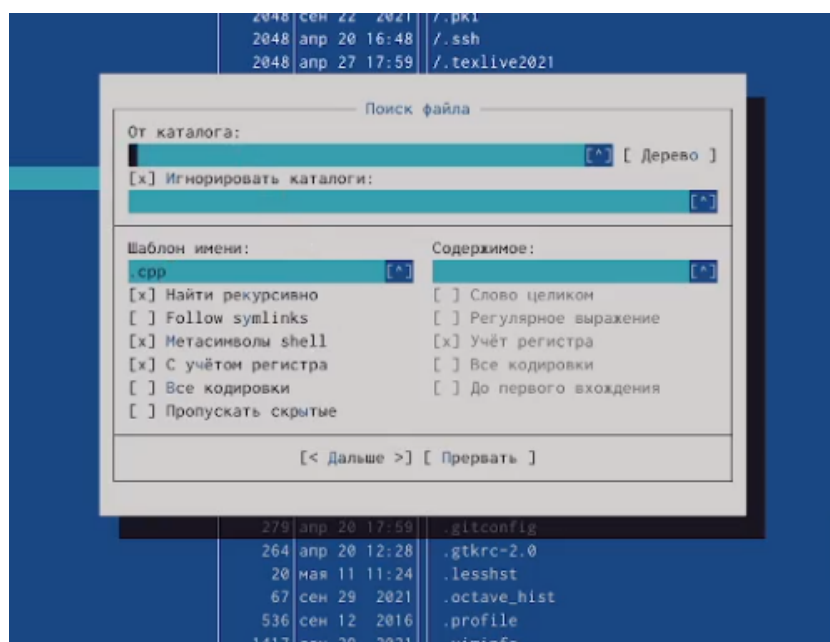 2048 сен 22 2021 /.pki
2048 апр 20 16:48 /.ssh
2048 апр 27 17:59 /.texlive2021
Поиск файла
От каталога:
[^] [ Дерево ]
[x] Игнорировать каталоги:
[^]
Шаблон имени:
.cpp [^]
[x] Найти рекурсивно
[ ] Follow symlinks
[x] Метасимволы shell
[x] С учётом регистра
[ ] Все кодировки
[ ] Пропускать скрытые
Содержимое:
[^]
[ ] Слово целиком
[ ] Регулярное выражение
[x] Учёт регистра
[ ] Все кодировки
[ ] До первого вхождения
[< Дальше >] [ Прервать ]
279 апр 20 17:59 .gitconfig
264 апр 20 12:28 .gtkrc-2.0
20 мая 11 11:24 .lesshst
67 сен 29 2021 .octave_hist
536 сен 12 2016 .profile